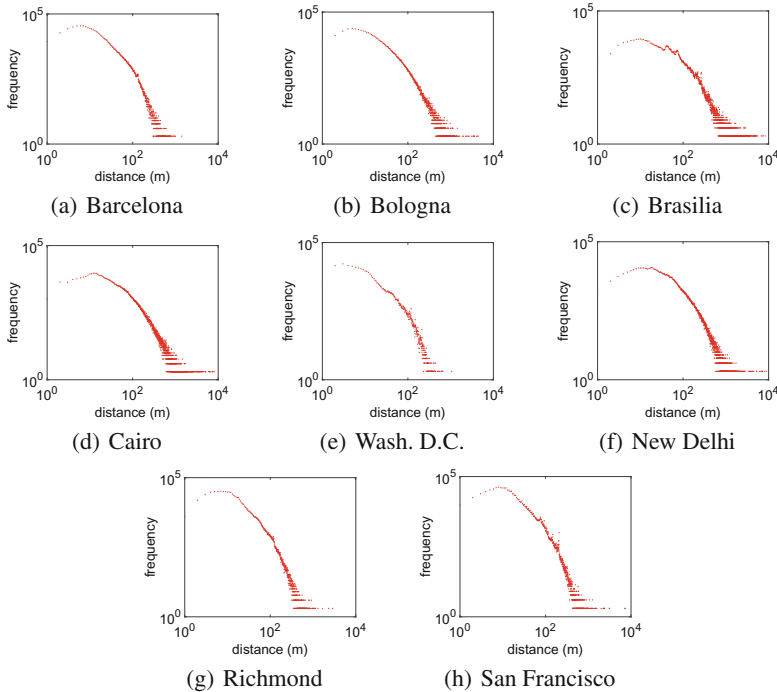 10^5 10^5 10^5
frequency frequency frequency
10^0 10^0 10^0
10^0 10^2 10^4 10^0 10^2 10^4 10^0 10^2 10^4
distance (m) distance (m) distance (m)
(a) Barcelona (b) Bologna (c) Brasilia
10^5 10^5 10^5
frequency frequency frequency
10^0 10^0 10^0
10^0 10^2 10^4 10^0 10^2 10^4 10^0 10^2 10^4
distance (m) distance (m) distance (m)
(d) Cairo (e) Wash. D.C. (f) New Delhi
10^5 10^5
frequency frequency
10^0 10^0
10^0 10^2 10^4 10^0 10^2 10^4
distance (m) distance (m)
(g) Richmond (h) San Francisco